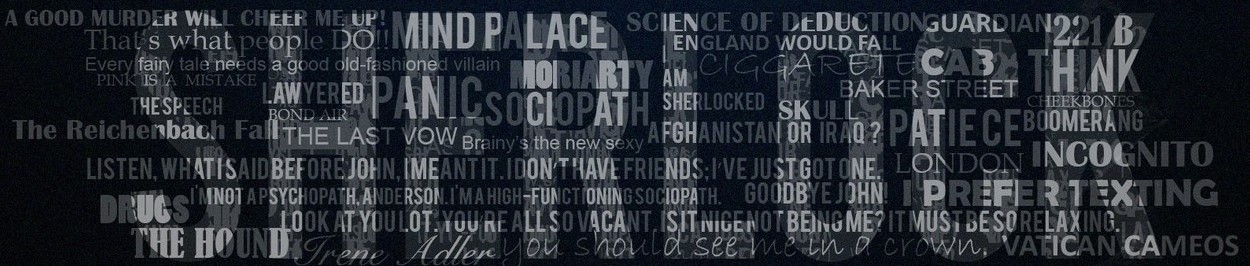 SHERLOCK
A GOOD MURDER WILL CHEER ME UP!
That's what people DO!!
Every fairy tale needs a good old-fashioned villain
PINK IS A MISTAKE
MIND PALACE
SCIENCE OF DEDUCTION
GUARDIAN
221 B
ENGLAND WOULD FALL
MORIARTY
I AM
SHERLOCKED
CIGGARETE
CAB 3
THINK
BAKER STREET
THE SPEECH
LAWYERED
BOND AIR
PANIC
SOCIOPATH
SKULL
CHEEKBONES
BOOMERANG
The Reichenbach Fall
THE LAST VOW
Brainy's the new sexy
AFGHANISTAN OR IRAQ?
PATIECE
LONDON
INCOGNITO
LISTEN, WHAT I SAID BEFORE, JOHN, I MEANT IT. I DON'T HAVE FRIENDS; I'VE JUST GOT ONE.
DRUGS
I'M NOT A PSYCHOPATH, ANDERSON. I'M A HIGH-FUNCTIONING SOCIOPATH.
GOODBYE JOHN
I PREFER TEXTING
LOOK AT YOU LOT. YOU'RE ALL SO VACANT. IS IT NICE NOT BEING ME? IT MUST BE SO RELAXING.
THE HOUND
Irene Adler
you should see me in a crown.
VATICAN CAMEOS